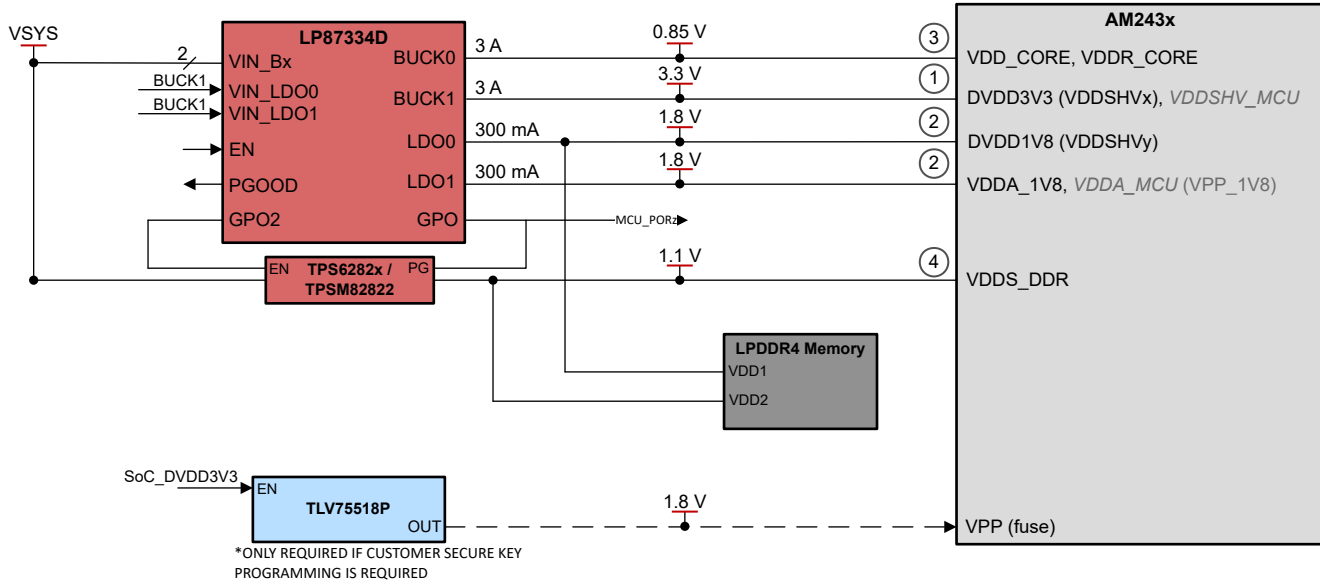 VSYS
LP87334D
AM243x
2
VIN_Bx
BUCK0
3 A
0.85 V
3
VDD_CORE, VDDR_CORE
BUCK1
VIN_LDO0
BUCK1
VIN_LDO1
BUCK1
3 A
3.3 V
1
DVDD3V3 (VDDSHVx), VDDSHV_MCU
EN
LDO0
300 mA
1.8 V
2
DVDD1V8 (VDDSHVy)
PGOOD
LDO1
300 mA
1.8 V
2
VDDA_1V8, VDDA_MCU (VPP_1V8)
GPO2
GPO
MCU_PORz
EN
TPS6282x /
TPSM82822
PG
1.1 V
4
VDDS_DDR
LPDDR4 Memory
VDD1
VDD2
SoC_DVDD3V3
EN
TLV75518P
OUT
1.8 V
VPP (fuse)
*ONLY REQUIRED IF CUSTOMER SECURE KEY
PROGRAMMING IS REQUIRED